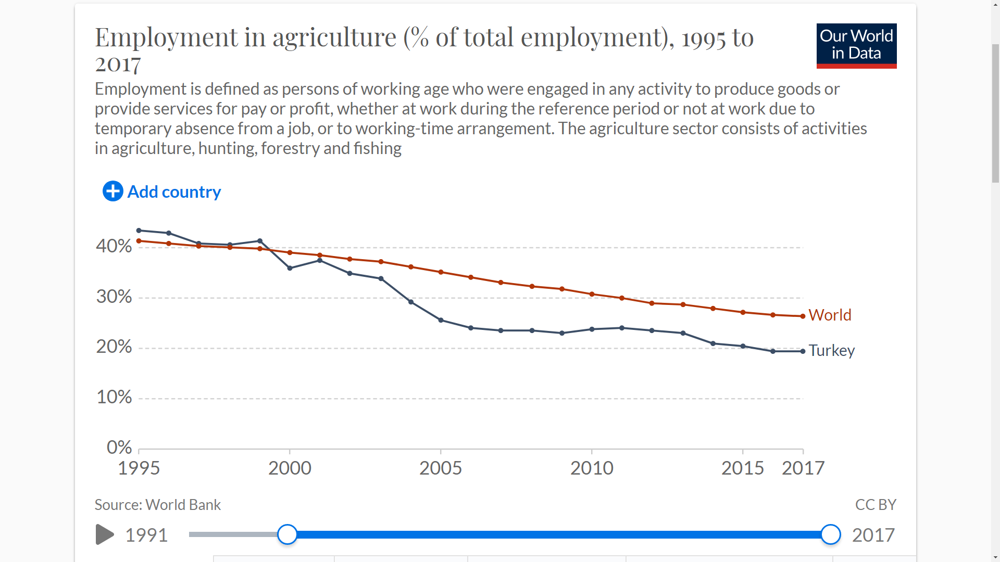 Employment in agriculture (% of total employment), 1995 to
2017
Our World
in Data
Employment is defined as persons of working age who were engaged in any activity to produce goods or
provide services for pay or profit, whether at work during the reference period or not at work due to
temporary absence from a job, or to working-time arrangement. The agriculture sector consists of activities
in agriculture, hunting, forestry and fishing
Add country
40%
30%
World
20%
Turkey
10%
0%
1995 2000 2005 2010 2015 2017
Source: World Bank
CC BY
1991
2017